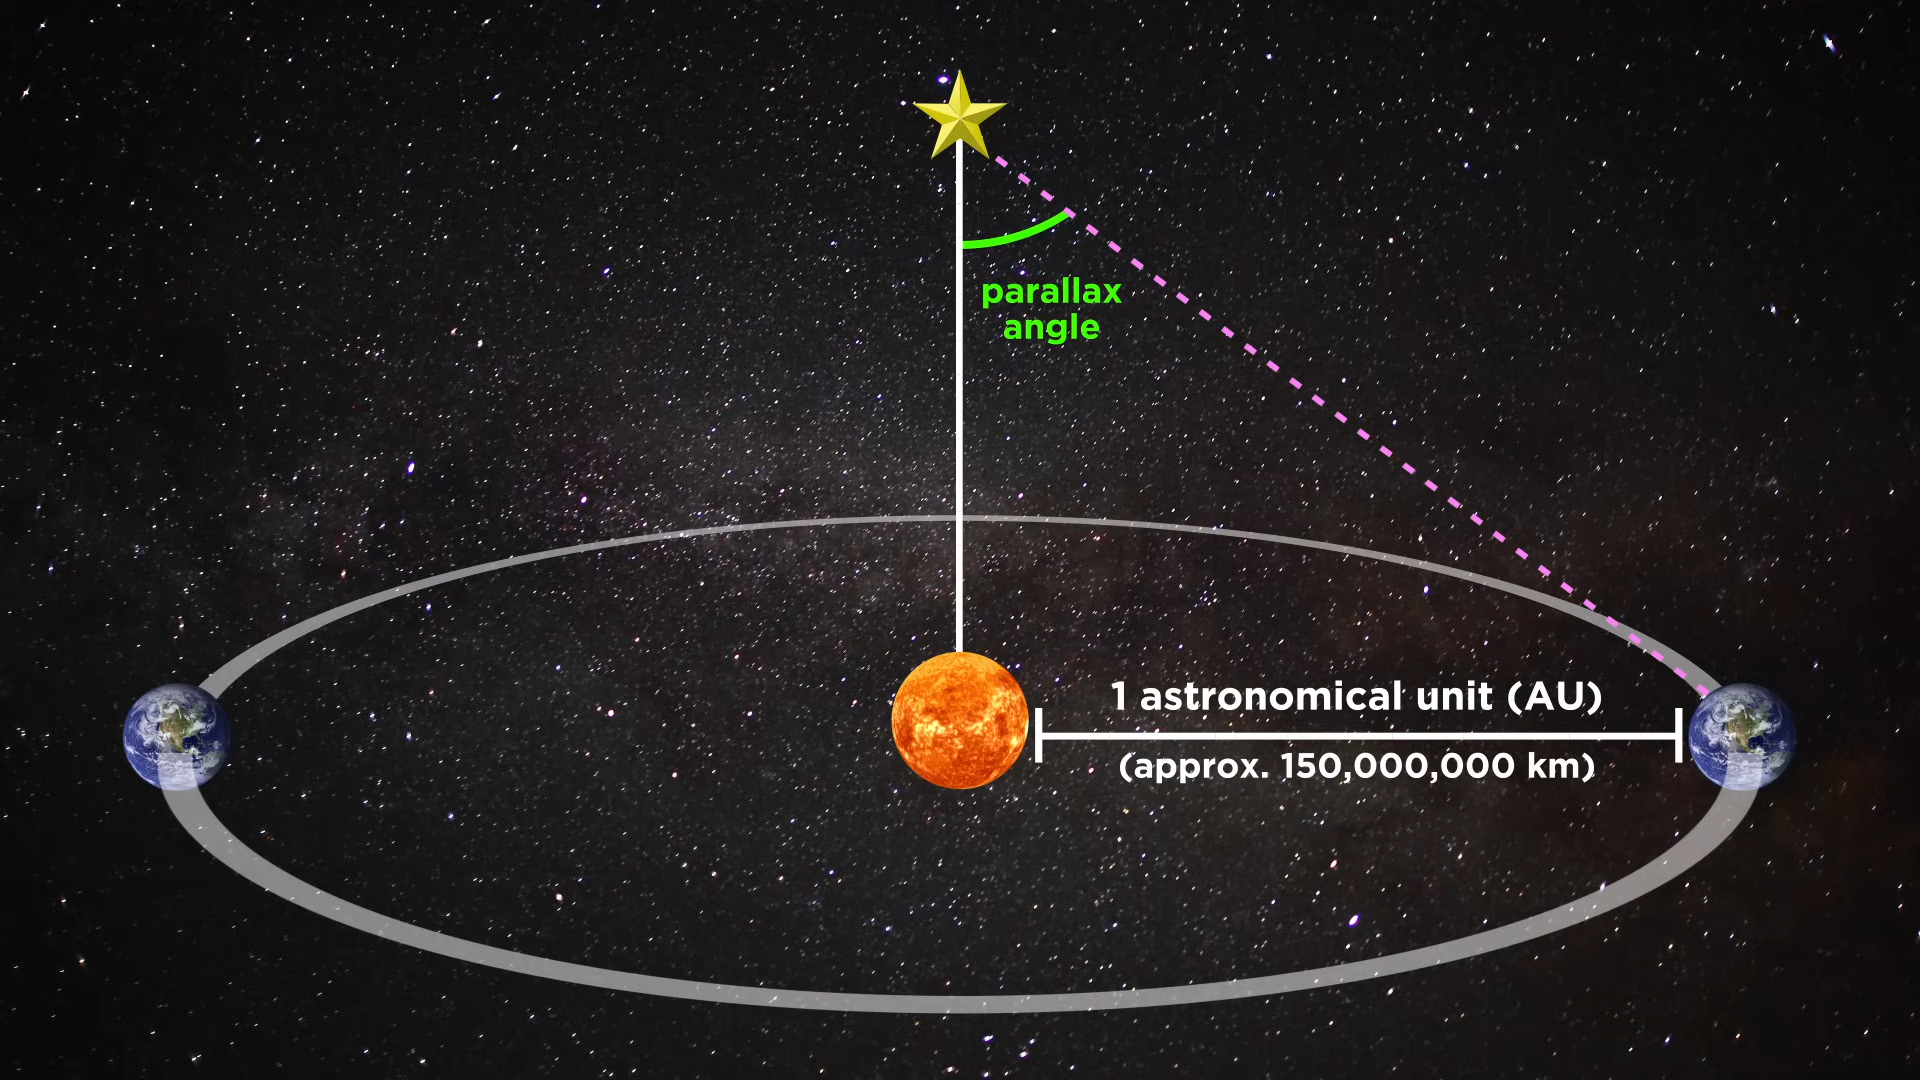 parallax
angle
1 astronomical unit (AU)
(approx. 150,000,000 km)